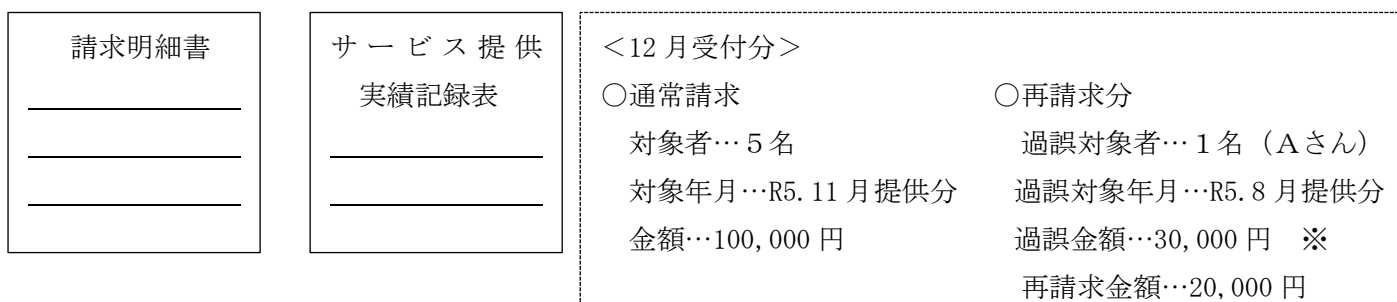 請求明細書
サービス提供
実績記録表
＜12月受付分＞
○通常請求
対象者…５名
対象年月…R5.11月提供分
金額…100,000円
○再請求分
過誤対象者…１名（Ａさん）
過誤対象年月…R5.8月提供分
過誤金額…30,000円　※
再請求金額…20,000円